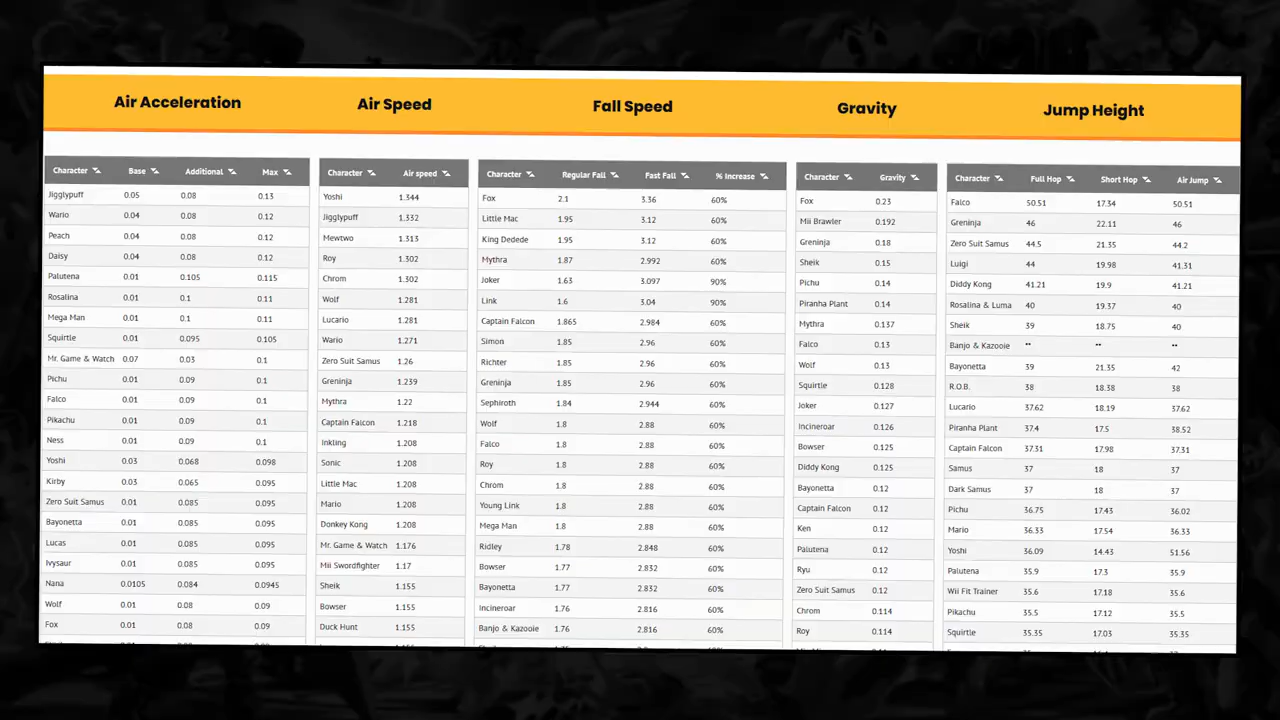 Air Acceleration
Character Base Additional Max
Jigglypuff 0.05 0.08 0.13
Wario 0.04 0.08 0.12
Peach 0.04 0.08 0.12
Daisy 0.04 0.08 0.12
Palutena 0.01 0.105 0.115
Rosalina 0.01 0.1 0.11
Mega Man 0.01 0.1 0.11
Squirtle 0.01 0.095 0.105
Mr. Game & Watch 0.07 0.03 0.1
Pichu 0.01 0.09 0.1
Falco 0.01 0.09 0.1
Pikachu 0.01 0.09 0.1
Ness 0.01 0.09 0.1
Yoshi 0.03 0.068 0.098
Kirby 0.03 0.065 0.095
Zero Suit Samus 0.01 0.085 0.095
Bayonetta 0.01 0.085 0.095
Lucas 0.01 0.085 0.095
Ivysaur 0.01 0.085 0.095
Nana 0.0105 0.084 0.0945
Wolf 0.01 0.08 0.09
Fox 0.01 0.08 0.09
Air Speed
Character Air speed
Yoshi 1.344
Jigglypuff 1.332
Mewtwo 1.313
Roy 1.302
Chrom 1.302
Wolf 1.281
Lucario 1.281
Wario 1.271
Zero Suit Samus 1.26
Greninja 1.239
Mythra 1.22
Captain Falcon 1.218
Inkling 1.208
Sonic 1.208
Little Mac 1.208
Mario 1.208
Donkey Kong 1.208
Mr. Game & Watch 1.176
Mii Swordfighter 1.17
Sheik 1.155
Bowser 1.155
Duck Hunt 1.155
Fall Speed
Character Regular Fall Fast Fall % Increase
Fox 2.1 3.36 60%
Little Mac 1.95 3.12 60%
King Dedede 1.95 3.12 60%
Mythra 1.87 2.992 60%
Joker 1.63 3.097 90%
Link 1.6 3.04 90%
Captain Falcon 1.865 2.984 60%
Simon 1.85 2.96 60%
Richter 1.85 2.96 60%
Greninja 1.85 2.96 60%
Sephiroth 1.84 2.944 60%
Wolf 1.8 2.88 60%
Falco 1.8 2.88 60%
Roy 1.8 2.88 60%
Chrom 1.8 2.88 60%
Young Link 1.8 2.88 60%
Mega Man 1.8 2.88 60%
Ridley 1.78 2.848 60%
Bowser 1.77 2.832 60%
Bayonetta 1.77 2.832 60%
Incineroar 1.76 2.816 60%
Banjo & Kazooie 1.76 2.816 60%
Gravity
Character Gravity
Fox 0.23
Mii Brawler 0.192
Greninja 0.18
Sheik 0.15
Pichu 0.14
Piranha Plant 0.14
Mythra 0.137
Falco 0.13
Wolf 0.13
Squirtle 0.128
Joker 0.127
Incineroar 0.126
Bowser 0.125
Diddy Kong 0.125
Bayonetta 0.12
Captain Falcon 0.12
Ken 0.12
Palutena 0.12
Ryu 0.12
Zero Suit Samus 0.12
Chrom 0.114
Roy 0.114
Jump Height
Character Full Hop Short Hop Air Jump
Falco 50.51 17.34 50.51
Greninja 46 22.11 46
Zero Suit Samus 44.5 21.35 44.2
Luigi 44 19.98 41.31
Diddy Kong 41.21 19.9 41.21
Rosalina & Luma 40 19.37 40
Sheik 39 18.75 40
Banjo & Kazooie ** ** **
Bayonetta 39 21.35 42
R.O.B. 38 18.38 38
Lucario 37.62 18.19 37.62
Piranha Plant 37.4 17.5 38.52
Captain Falcon 37.31 17.98 37.31
Samus 37 18 37
Dark Samus 37 18 37
Pichu 36.75 17.43 36.02
Mario 36.33 17.54 36.33
Yoshi 36.09 14.43 51.56
Palutena 35.9 17.3 35.9
Wii Fit Trainer 35.6 17.18 35.6
Pikachu 35.5 17.12 35.5
Squirtle 35.35 17.03 35.35